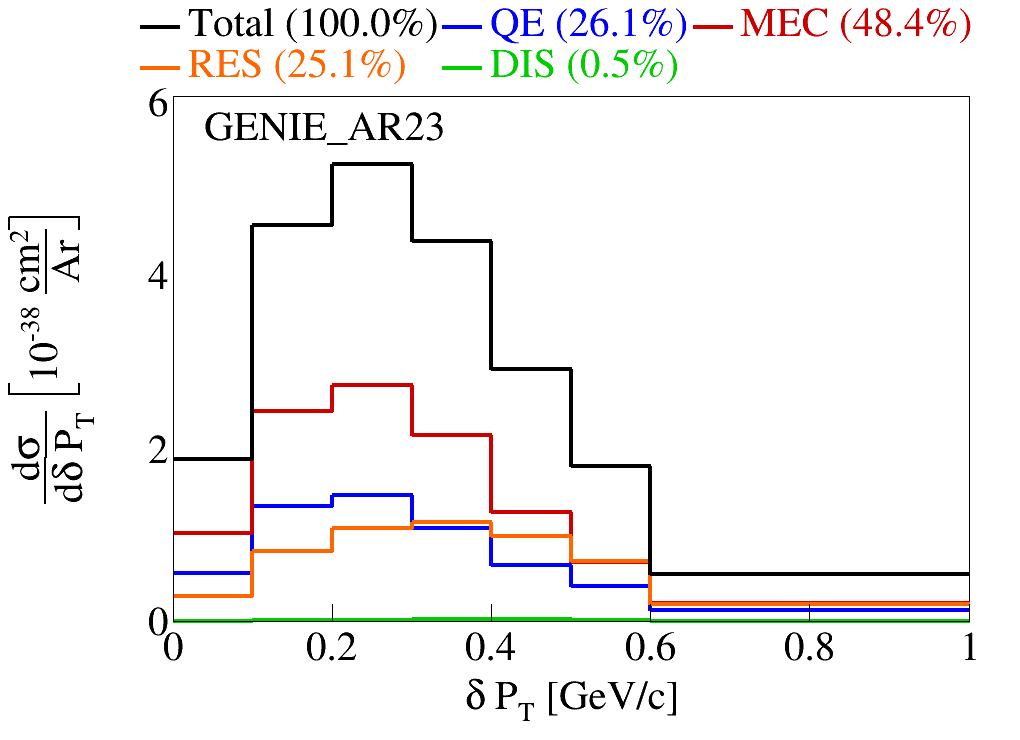 Total (100.0%) QE (26.1%) MEC (48.4%)
RES (25.1%) DIS (0.5%)
GENIE_AR23
6
4
2
0
0 0.2 0.4 0.6 0.8 1
δ P_T [GeV/c]
dσ/dδ P_T [10^-38 cm^2/Ar]